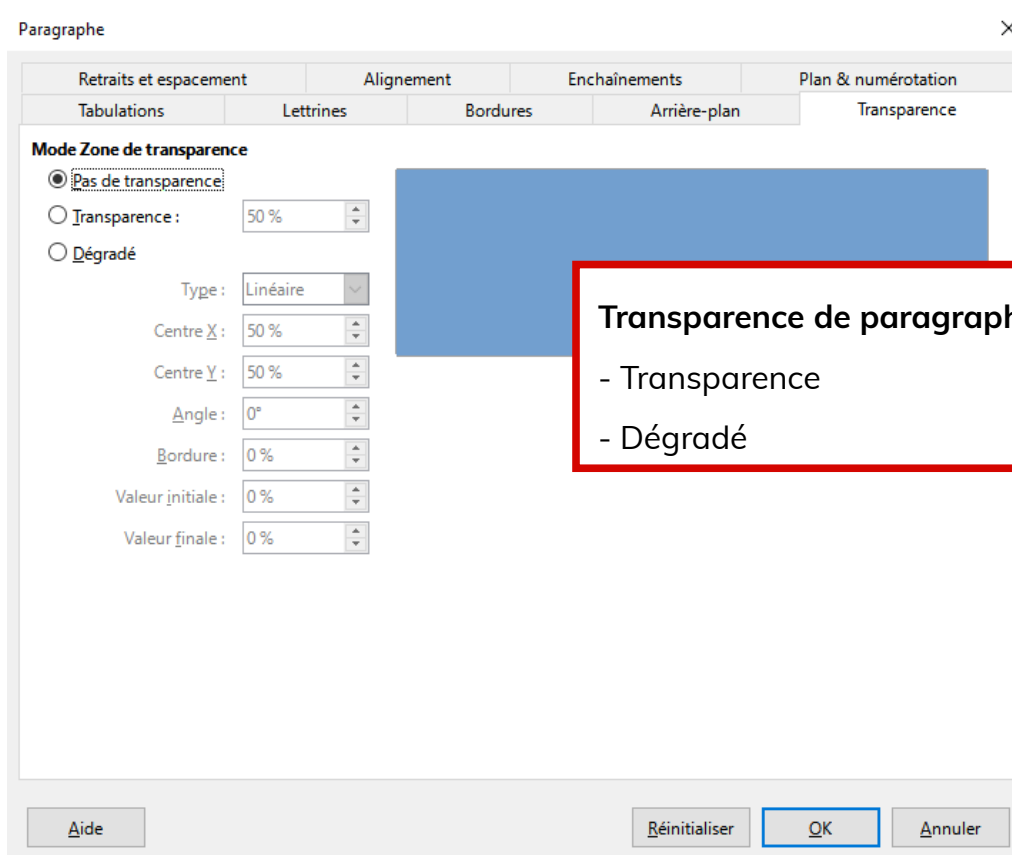 Paragraphe
Retraits et espacement Alignement Enchaînements Plan & numérotation
Tabulations Lettrines Bordures Arrière-plan Transparence
Mode Zone de transparence
Pas de transparence
Transparence : 50 %
Dégradé
Type : Linéaire
Centre X : 50 %
Centre Y : 50 %
Angle : 0°
Bordure : 0 %
Valeur initiale : 0 %
Valeur finale : 0 %
Transparence de paragraph
- Transparence
- Dégradé
Aide Réinitialiser OK Annuler